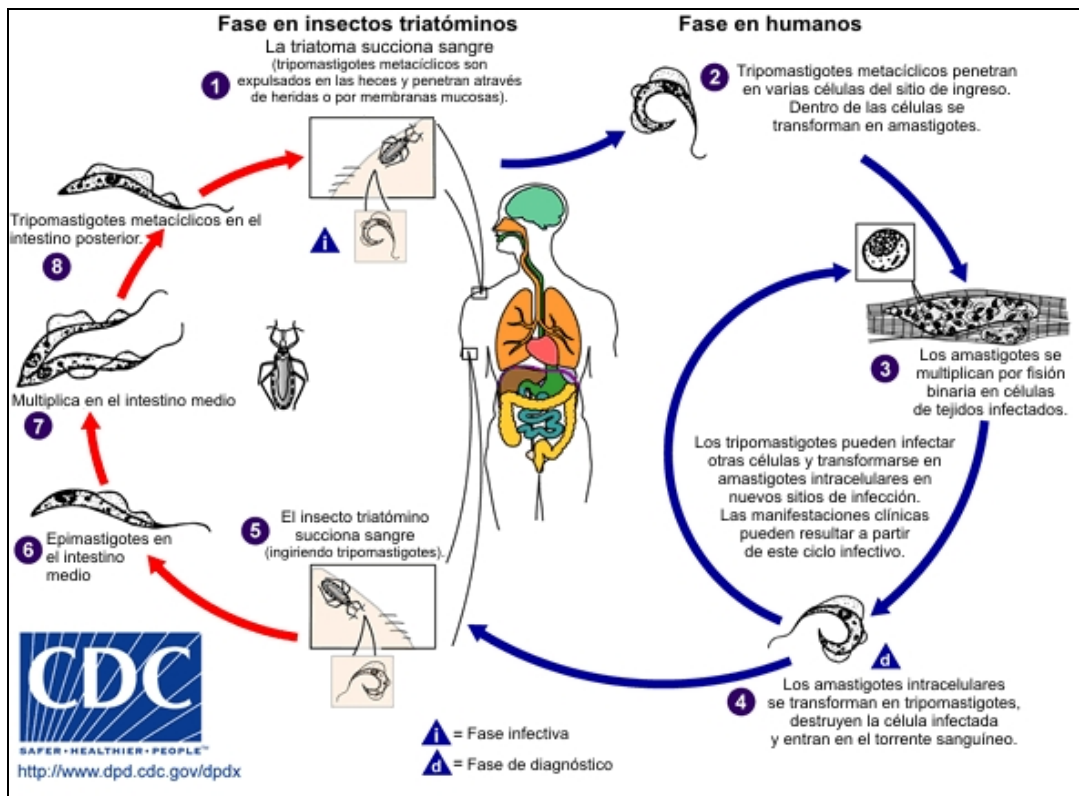 Fase en insectos triatóminos
Fase en humanos
1
La triatoma succiona sangre
(tripomastigotes metacíclicos son
expulsados en las heces y penetran através
de heridas o por membranas mucosas).
i
2
Tripomastigotes metacíclicos penetran
en varias células del sitio de ingreso.
Dentro de las células se
transforman en amastigotes.
3
Los amastigotes se
multiplican por fisión
binaria en células
de tejidos infectados.
Los tripomastigotes pueden infectar
otras células y transformarse en
amastigotes intracelulares en
nuevos sitios de infección.
Las manifestaciones clínicas
pueden resultar a partir
de este ciclo infectivo.
d
4
Los amastigotes intracelulares
se transforman en tripomastigotes,
destruyen la célula infectada
y entran en el torrente sanguíneo.
5
El insecto triatómino
succiona sangre
(ingiriendo tripomastigotes).
6
Epimastigotes en
el intestino
medio
Multiplica en el intestino medio
7
Tripomastigotes metacíclicos en el
intestino posterior.
8
i = Fase infectiva
d = Fase de diagnóstico
CDC
SAFER·HEALTHIER·PEOPLE™
http://www.dpd.cdc.gov/dpdx